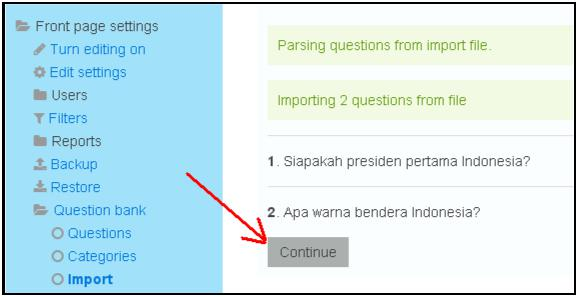 Front page settings
Turn editing on
Edit settings
Users
Filters
Reports
Backup
Restore
Question bank
Questions
Categories
Import
Parsing questions from import file.
Importing 2 questions from file
1. Siapakah presiden pertama Indonesia?
2. Apa warna bendera Indonesia?
Continue